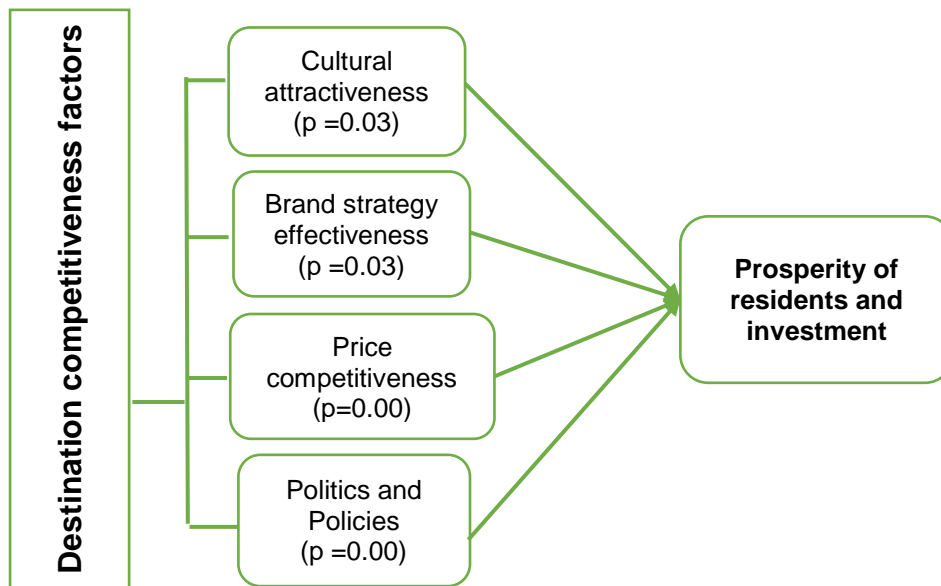 Destination competitiveness factors
Cultural
attractiveness
(p =0.03)
Brand strategy
effectiveness
(p =0.03)
Price
competitiveness
(p=0.00)
Politics and
Policies
(p =0.00)
Prosperity of
residents and
investment